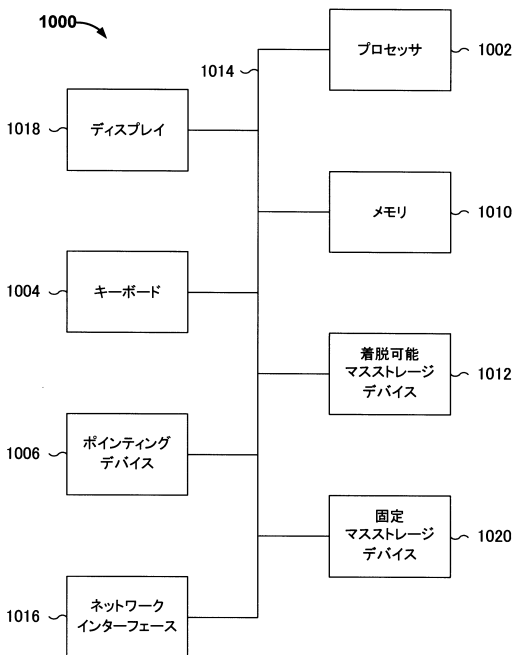 1000
1014
プロセッサ
1002
1018
ディスプレイ
メモリ
1010
1004
キーボード
着脱可能
マスストレージ
デバイス
1012
1006
ポインティング
デバイス
固定
マスストレージ
デバイス
1020
1016
ネットワーク
インターフェース